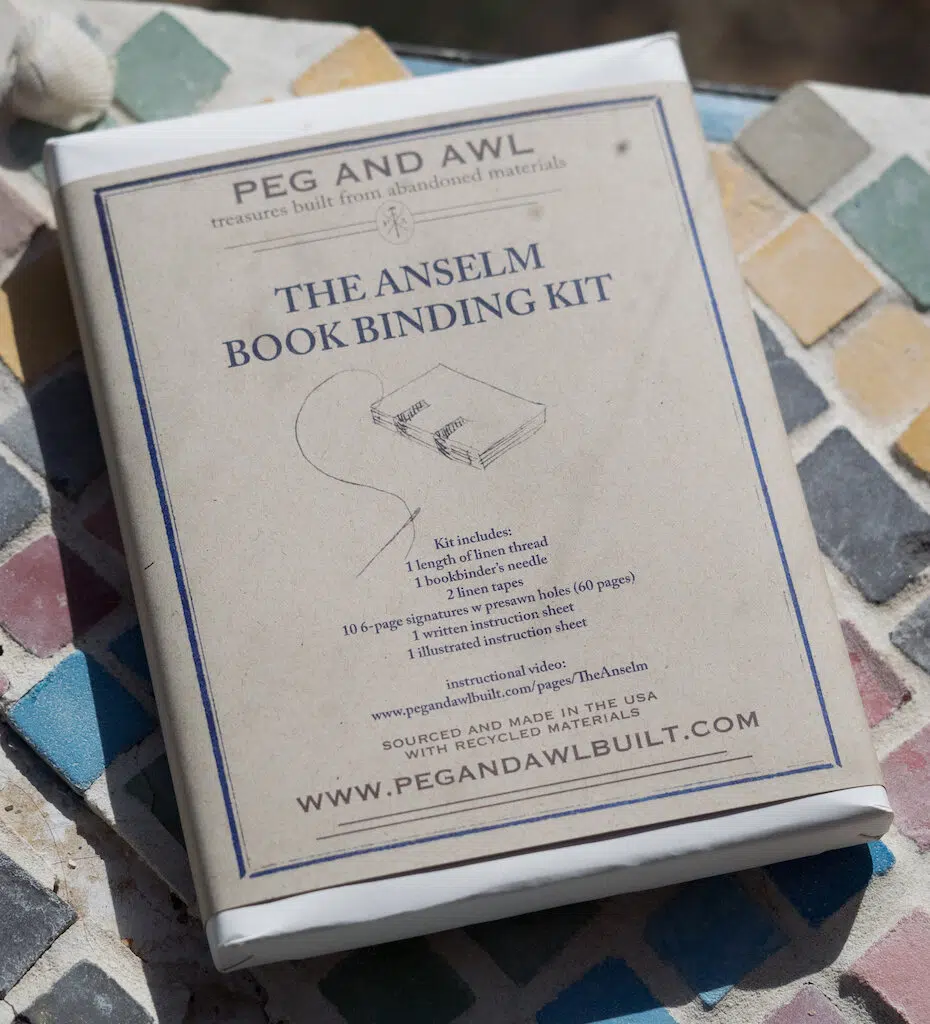 PEG AND AWL
treasures built from abandoned materials
THE ANSELM
BOOK BINDING KIT
Kit includes:
1 length of linen thread
1 bookbinder's needle
2 linen tapes
10 6-page signatures w presawn holes (60 pages)
1 written instruction sheet
1 illustrated instruction sheet
instructional video:
www.pegandawlbuilt.com/pages/TheAnselm
SOURCED AND MADE IN THE USA
WITH RECYCLED MATERIALS
WWW.PEGANDAWLBUILT.COM